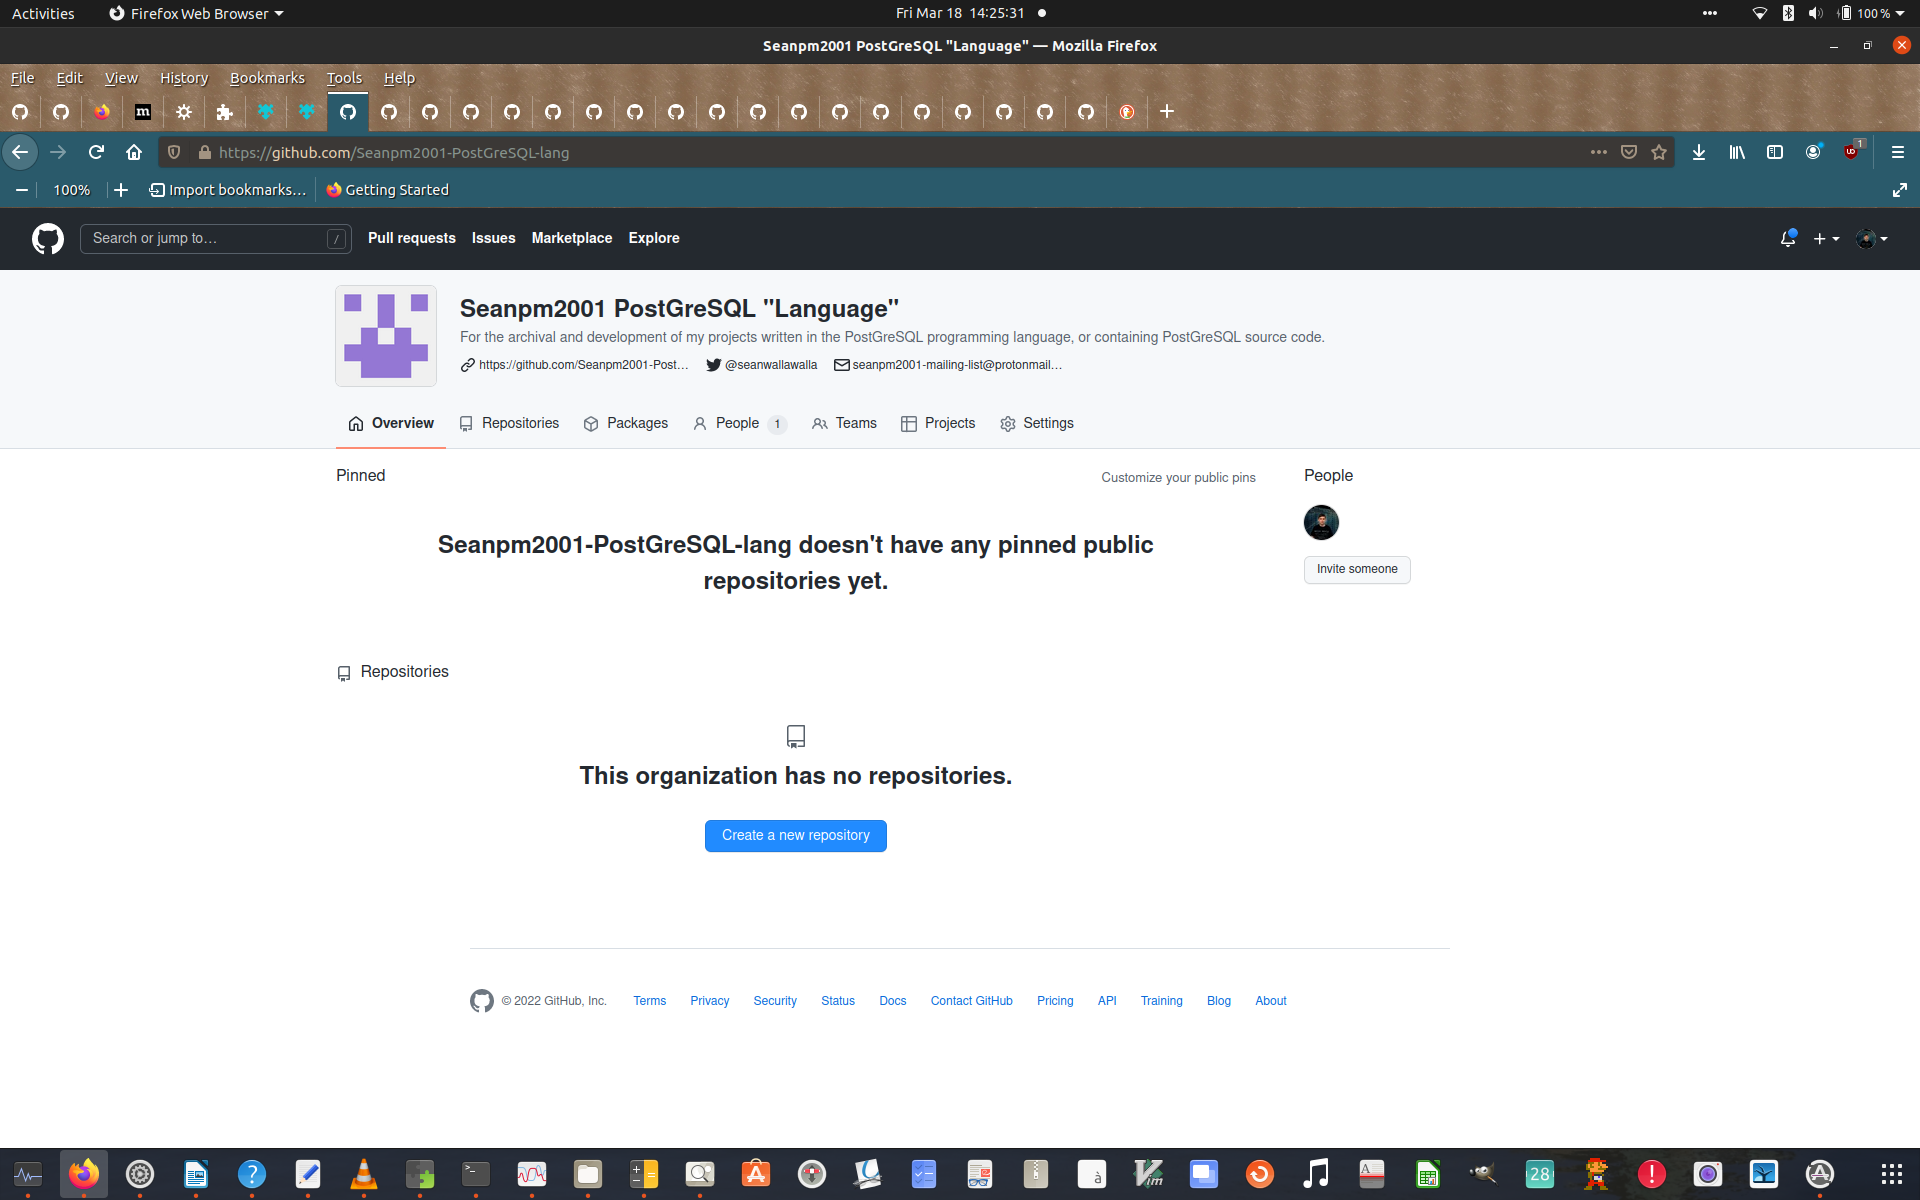 Activities Firefox Web Browser Fri Mar 18 14:25:31 100 %
Seanpm2001 PostGreSQL "Language" — Mozilla Firefox
File Edit View History Bookmarks Tools Help
m
https://github.com/Seanpm2001-PostGreSQL-lang 1
100% Import bookmarks… Getting Started
Search or jump to… / Pull requests Issues Marketplace Explore
Seanpm2001 PostGreSQL "Language"
For the archival and development of my projects written in the PostGreSQL programming language, or containing PostGreSQL source code.
https://github.com/Seanpm2001-Post… @seanwallawalla seanpm2001-mailing-list@protonmail…
Overview Repositories Packages People 1 Teams Projects Settings
Pinned Customize your public pins People
Seanpm2001-PostGreSQL-lang doesn't have any pinned public
repositories yet.
Invite someone
Repositories
This organization has no repositories.
Create a new repository
© 2022 GitHub, Inc. Terms Privacy Security Status Docs Contact GitHub Pricing API Training Blog About
? >_ à Vim A 28 !